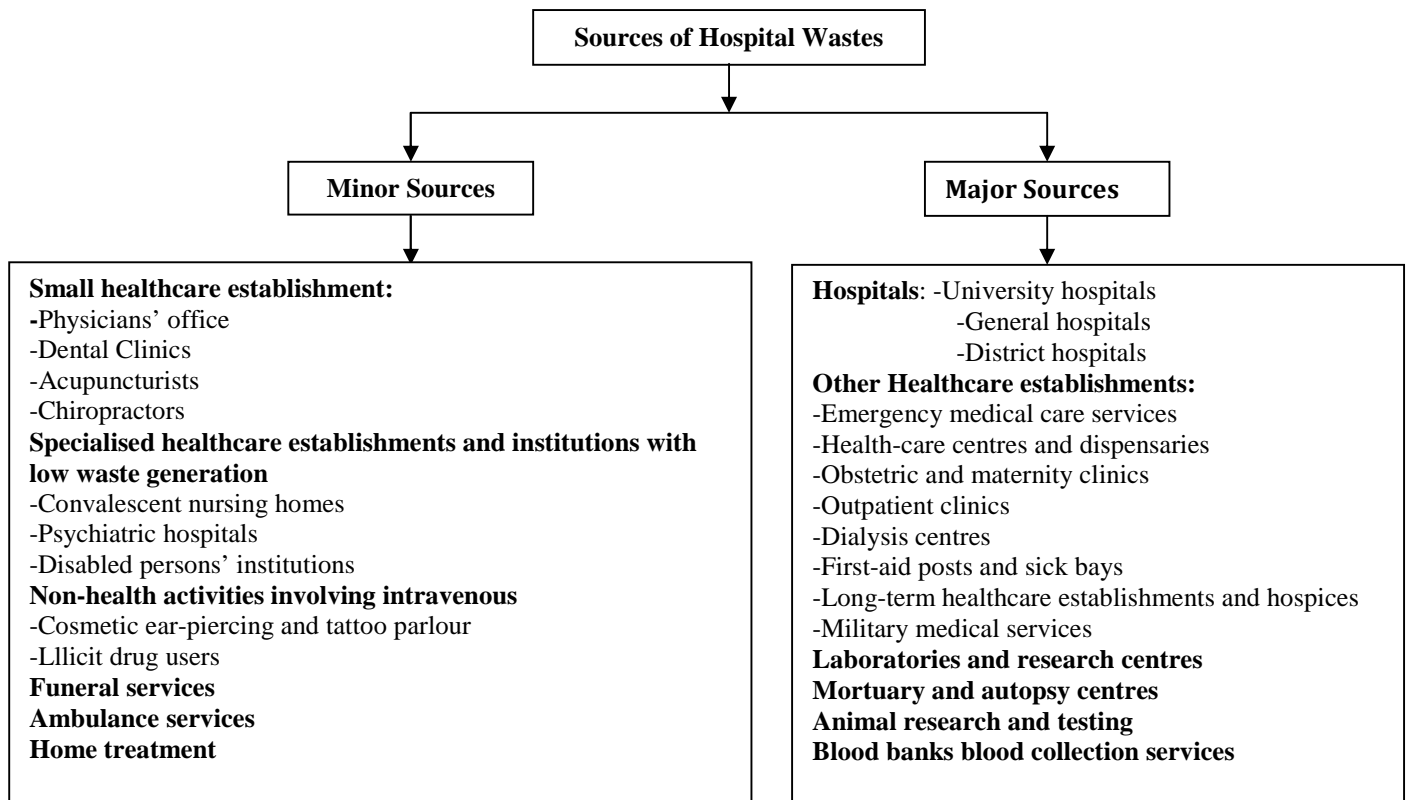 Sources of Hospital Wastes
Minor Sources
Major Sources
Small healthcare establishment:
-Physicians’ office
-Dental Clinics
-Acupuncturists
-Chiropractors
Specialised healthcare establishments and institutions with
low waste generation
-Convalescent nursing homes
-Psychiatric hospitals
-Disabled persons’ institutions
Non-health activities involving intravenous
-Cosmetic ear-piercing and tattoo parlour
-Lllicit drug users
Funeral services
Ambulance services
Home treatment
Hospitals: -University hospitals
-General hospitals
-District hospitals
Other Healthcare establishments:
-Emergency medical care services
-Health-care centres and dispensaries
-Obstetric and maternity clinics
-Outpatient clinics
-Dialysis centres
-First-aid posts and sick bays
-Long-term healthcare establishments and hospices
-Military medical services
Laboratories and research centres
Mortuary and autopsy centres
Animal research and testing
Blood banks blood collection services